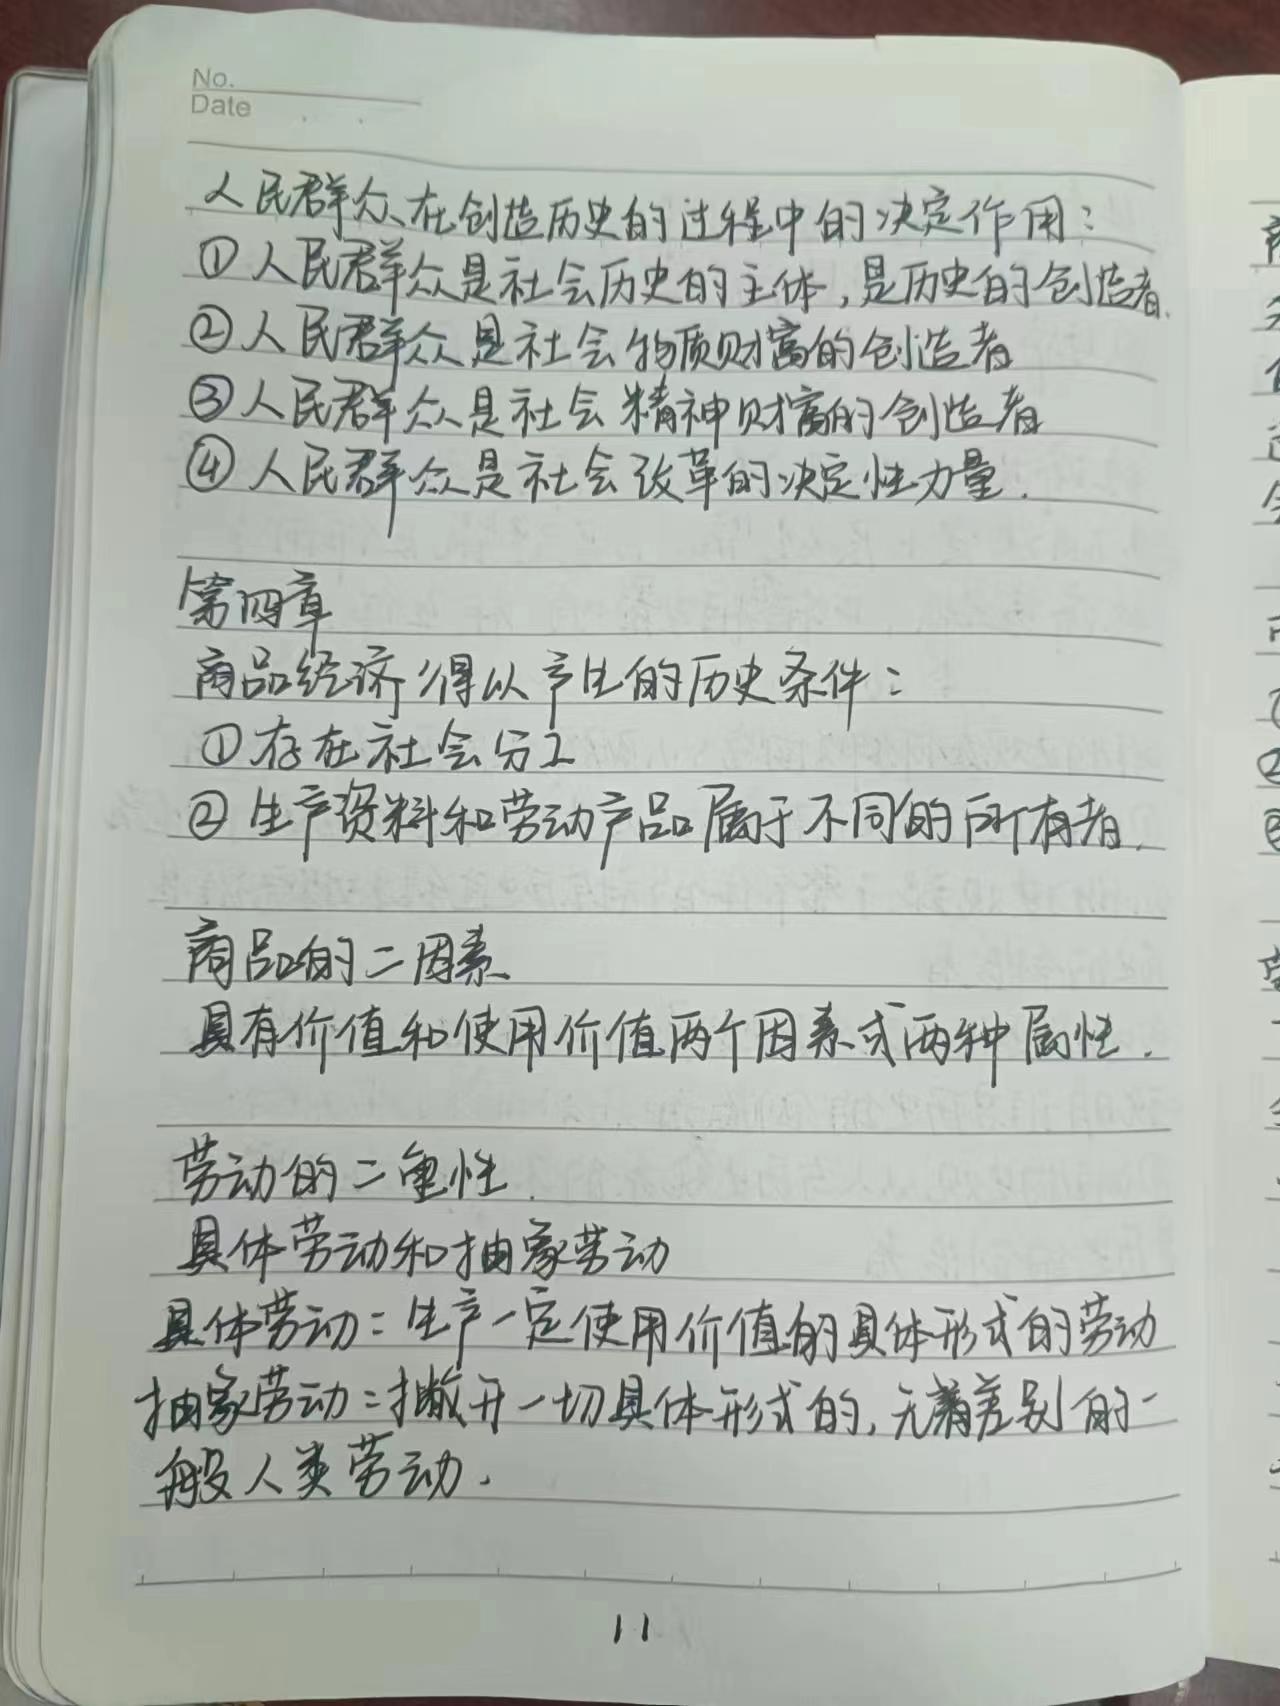 No.
Date
人民群众在创造历史的过程中的决定作用：
①人民群众是社会历史的主体，是历史的创造者.
②人民群众是社会物质财富的创造者
③人民群众是社会精神财富的创造者
④人民群众是社会改革的决定性力量.
第四章
商品经济得以产生的历史条件：
①存在社会分工
②生产资料和劳动产品属于不同的所有者.
商品的二因素
具有价值和使用价值两个因素或两种属性.
劳动的二重性.
具体劳动和抽象劳动
具体劳动：生产一定使用价值的具体形式的劳动
抽象劳动：撇开一切具体形式的,无差别的一
般人类劳动.
11